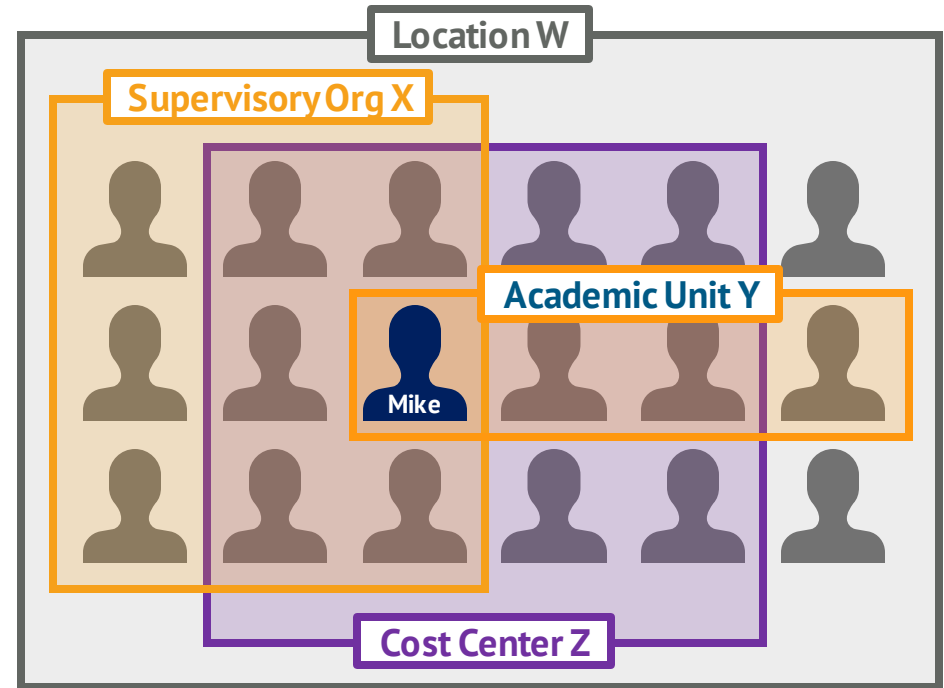 Location W
Supervisory Org X
Academic Unit Y
Mike
Cost Center Z